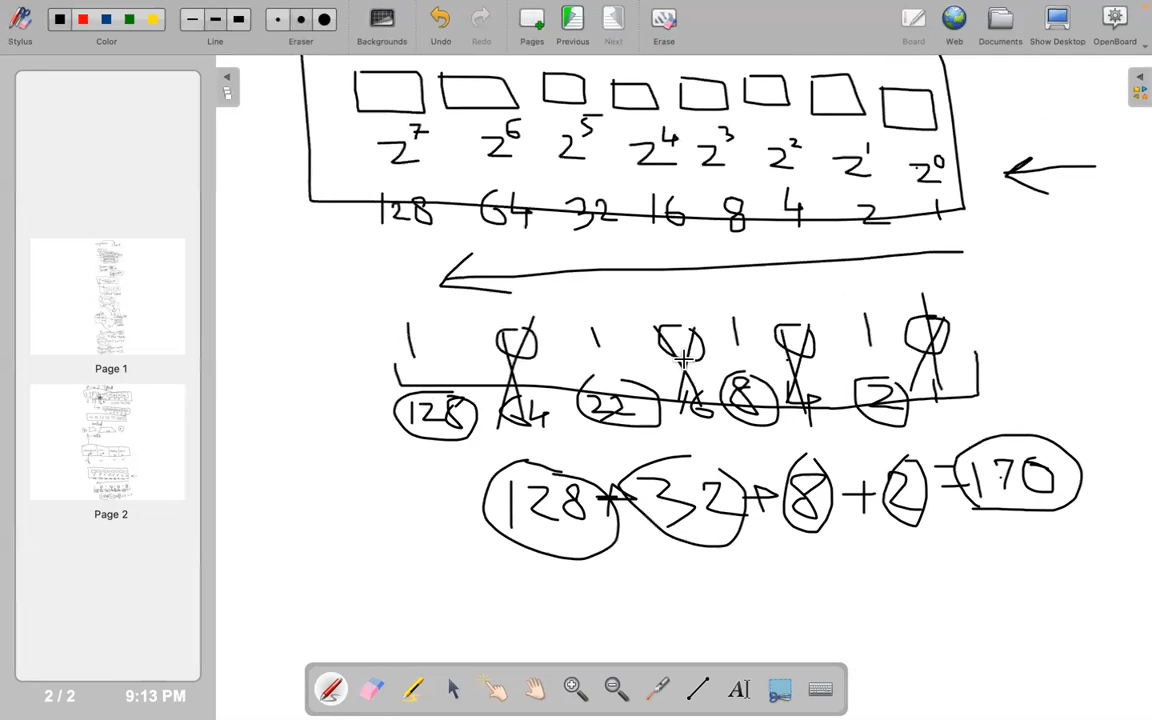 Stylus Color Line Eraser Backgrounds Undo Redo Pages Previous Next Erase Board Web Documents Show Desktop OpenBoard
2⁷ 2⁶ 2⁵ 2⁴ 2³ 2² 2¹ 2⁰
128 64 32 16 8 4 2 1
1 0 1 0 1 0 1 0
128 64 22 16 8 4 2 1
128 + 32 + 8 + 2 = 170
Page 1
Page 2
2 / 2 9:13 PM